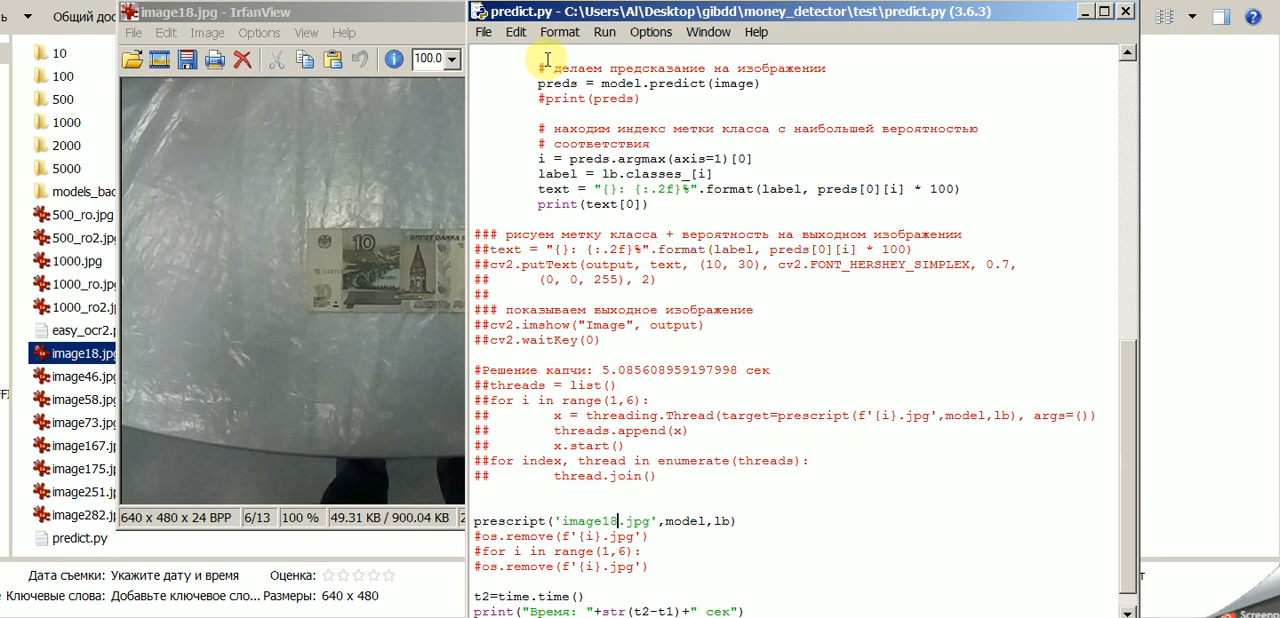 Общий дос
10
100
500
1000
2000
5000
models_bac
500_ro.jpg
500_ro2.jp
1000.jpg
1000_ro.jp
1000_ro2.j
easy_ocr2.p
image18.jpg
image46.jpg
image58.jpg
image73.jpg
image167.jp
image175.jp
image251.jp
image282.jp
predict.py
Дата съемки: Укажите дату и время
Оценка:
Ключевые слова: Добавьте ключевое сло...
Размеры: 640 x 480
image18.jpg - IrfanView
File Edit Image Options View Help
100.0
10
640 x 480 x 24 BPP 6/13 100 % 49.31 KB / 900.04 KB
predict.py - C:\Users\Al\Desktop\gibdd\money_detector\test\predict.py (3.6.3)
File Edit Format Run Options Window Help
# делаем предсказание на изображении
preds = model.predict(image)
#print(preds)
# находим индекс метки класса с наибольшей вероятностью
# соответствия
i = preds.argmax(axis=1)[0]
label = lb.classes_[i]
text = "{}: {:.2f}%".format(label, preds[0][i] * 100)
print(text[0])
### рисуем метку класса + вероятность на выходном изображении
##text = "{}: {:.2f}%".format(label, preds[0][i] * 100)
##cv2.putText(output, text, (10, 30), cv2.FONT_HERSHEY_SIMPLEX, 0.7,
## (0, 0, 255), 2)
##
### показываем выходное изображение
##cv2.imshow("Image", output)
##cv2.waitKey(0)
#Решение капчи: 5.085608959197998 сек
##threads = list()
##for i in range(1,6):
## x = threading.Thread(target=prescript(f'{i}.jpg',model,lb), args=())
## threads.append(x)
## x.start()
##for index, thread in enumerate(threads):
## thread.join()
prescript('image18.jpg',model,lb)
#os.remove(f'{i}.jpg')
#for i in range(1,6):
#os.remove(f'{i}.jpg')
t2=time.time()
print("Время: "+str(t2-t1)+" сек")